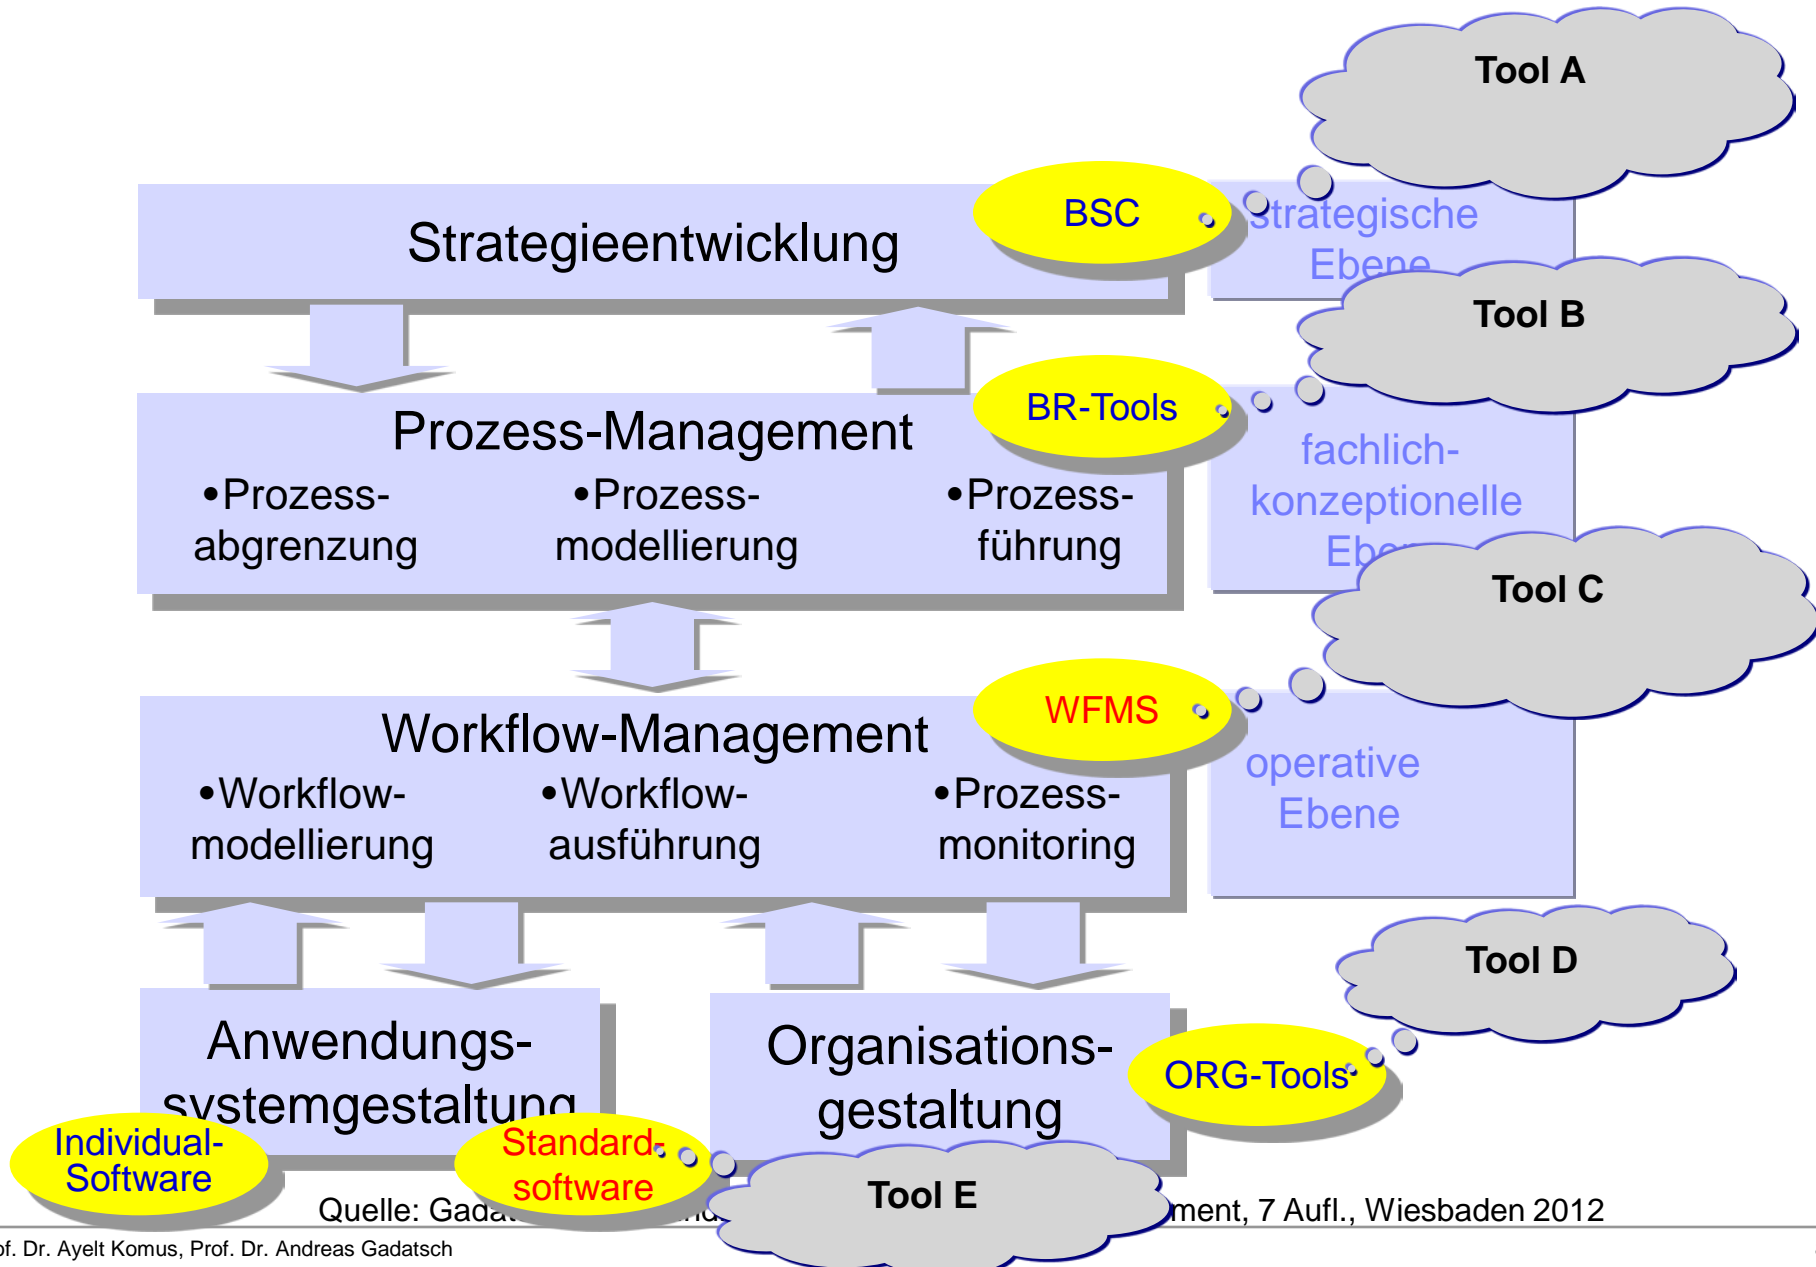 Tool A
BSC
strategische
Strategieentwicklung
Ebene
Tool B
BR-Tools
Prozess-Management
fachlich-
•Prozess-
abgrenzung
•Prozess-
modellierung
•Prozess-
führung
konzeptionelle
Tool C
WFMS
Workflow-Management
operative
Ebene
•Workflow-
modellierung
•Workflow-
ausführung
•Prozess-
monitoring
Tool D
Anwendungs-
systemgestaltung
Organisations-
gestaltung
ORG-Tools
Individual-
Software
Standard-
software
Tool E
Quelle: 7 Aufl., Wiesbaden 2012
Dr. Ayelt Komus, Prof. Dr. Andreas Gadatsch